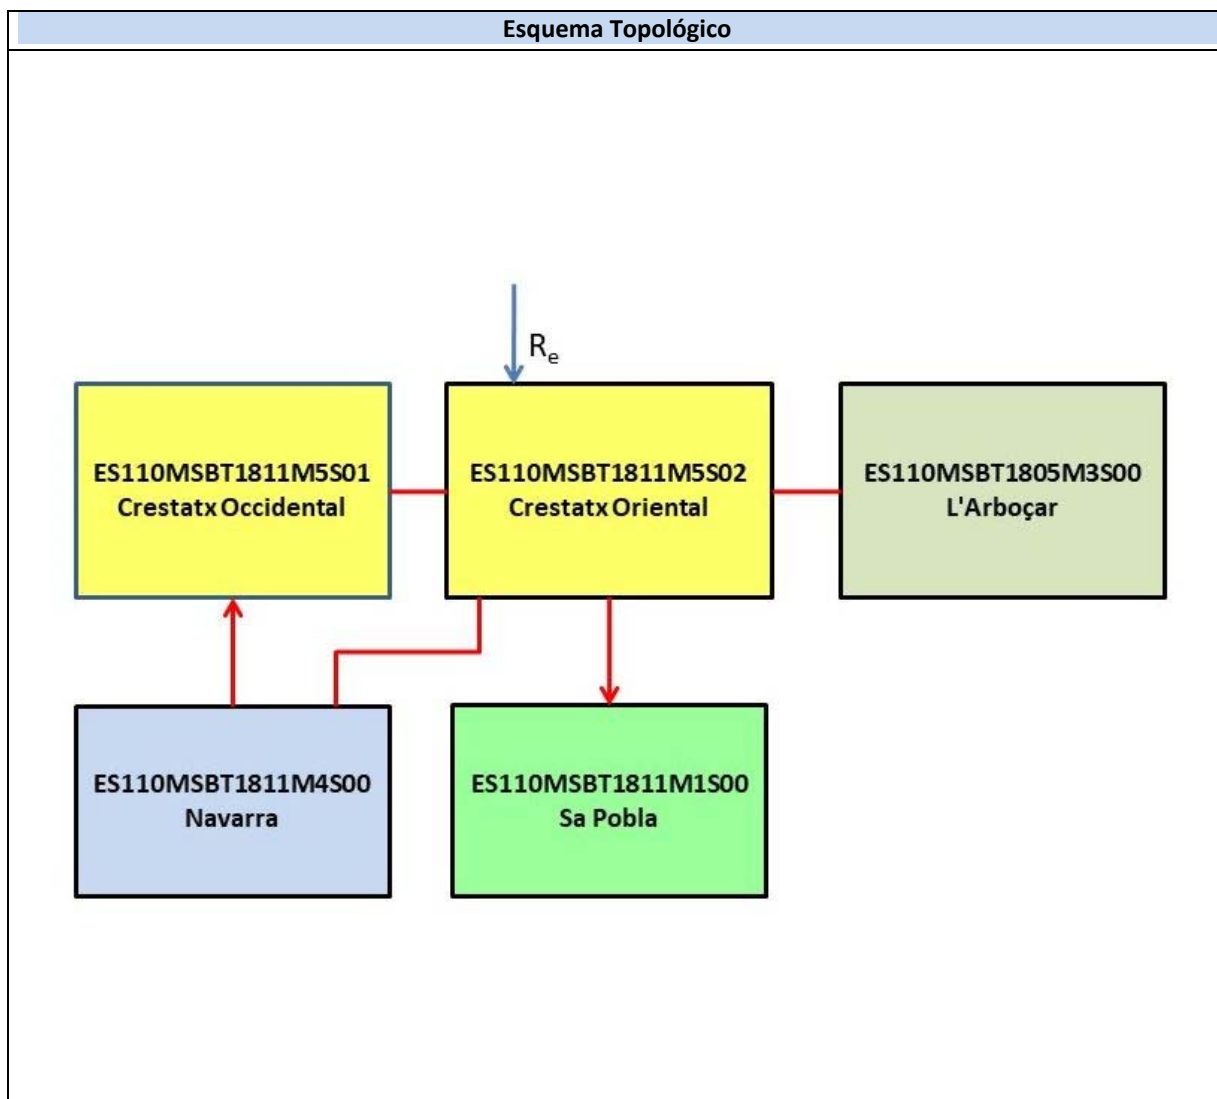 Esquema Topológico
Re
ES110MSBT1811M5S01
Crestatx Occidental
ES110MSBT1811M5S02
Crestatx Oriental
ES110MSBT1805M3S00
L'Arboçar
ES110MSBT1811M4S00
Navarra
ES110MSBT1811M1S00
Sa Pobla